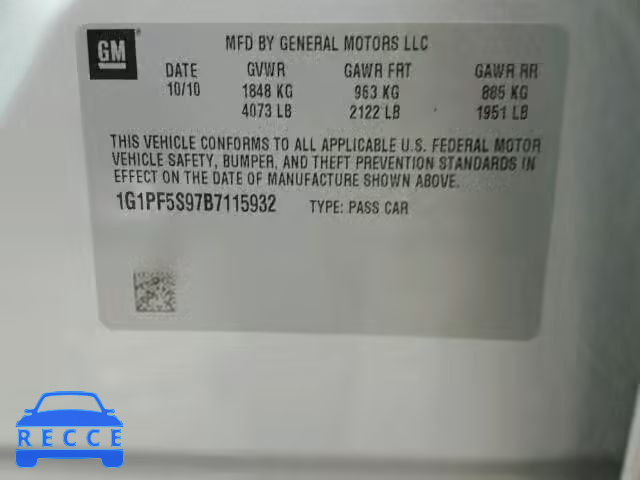 GM
MFD BY GENERAL MOTORS LLC
DATE GVWR GAWR FRT GAWR RR
10/10 1848 KG 963 KG 885 KG
4073 LB 2122 LB 1951 LB
THIS VEHICLE CONFORMS TO ALL APPLICABLE U.S. FEDERAL MOTOR
VEHICLE SAFETY, BUMPER, AND THEFT PREVENTION STANDARDS IN
EFFECT ON THE DATE OF MANUFACTURE SHOWN ABOVE.
1G1PF5S97B7115932 TYPE: PASS CAR
RECCE